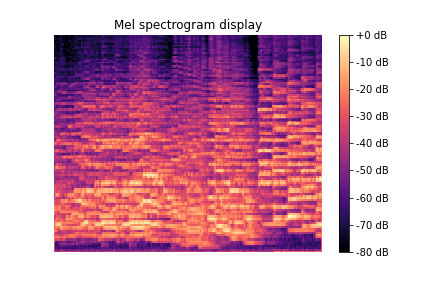 Mel spectrogram display
+0 dB
-10 dB
-20 dB
-30 dB
-40 dB
-50 dB
-60 dB
-70 dB
-80 dB